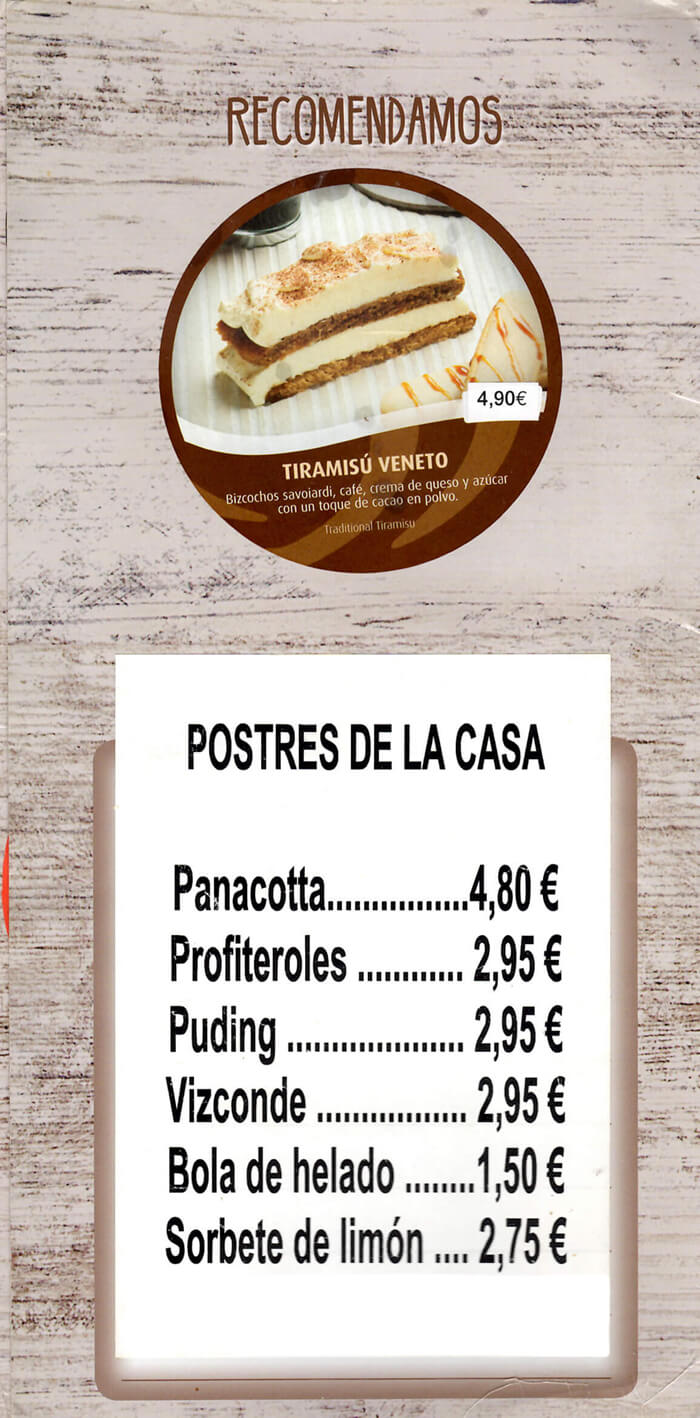 RECOMENDAMOS
4,90€
TIRAMISÚ VENETO
Bizcochos savoiardi, café, crema de queso y azúcar
con un toque de cacao en polvo.
Traditional Tiramisu
POSTRES DE LA CASA
Panacotta................4,80 €
Profiteroles ............ 2,95 €
Puding .................... 2,95 €
Vizconde ................. 2,95 €
Bola de helado ........1,50 €
Sorbete de limón .... 2,75 €